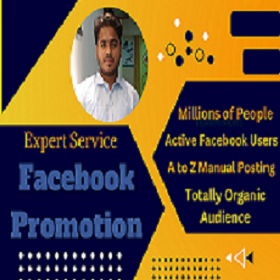 Expert Service
Facebook
Promotion
Millions of People
Active Facebook Users
A to Z Manual Posting
Totally Organic
Audience